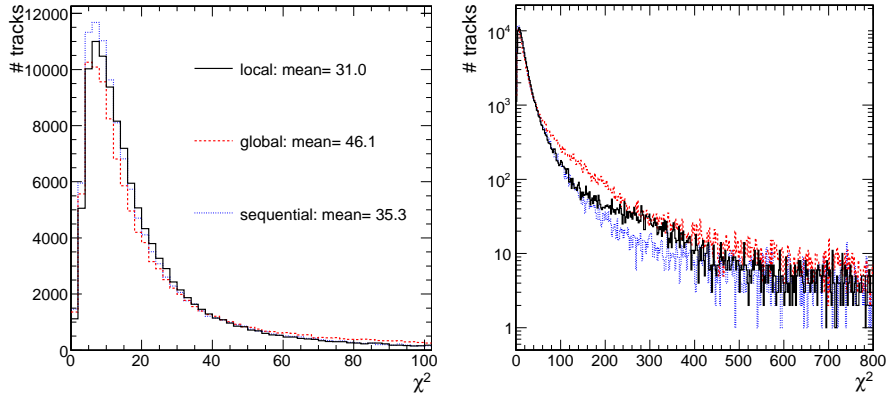 # tracks
12000
10000
8000
6000
4000
2000
0
local: mean= 31.0
global: mean= 46.1
sequential: mean= 35.3
0 20 40 60 80 100
χ²
# tracks
10⁴
10³
10²
10
1
0 100 200 300 400 500 600 700 800
χ²